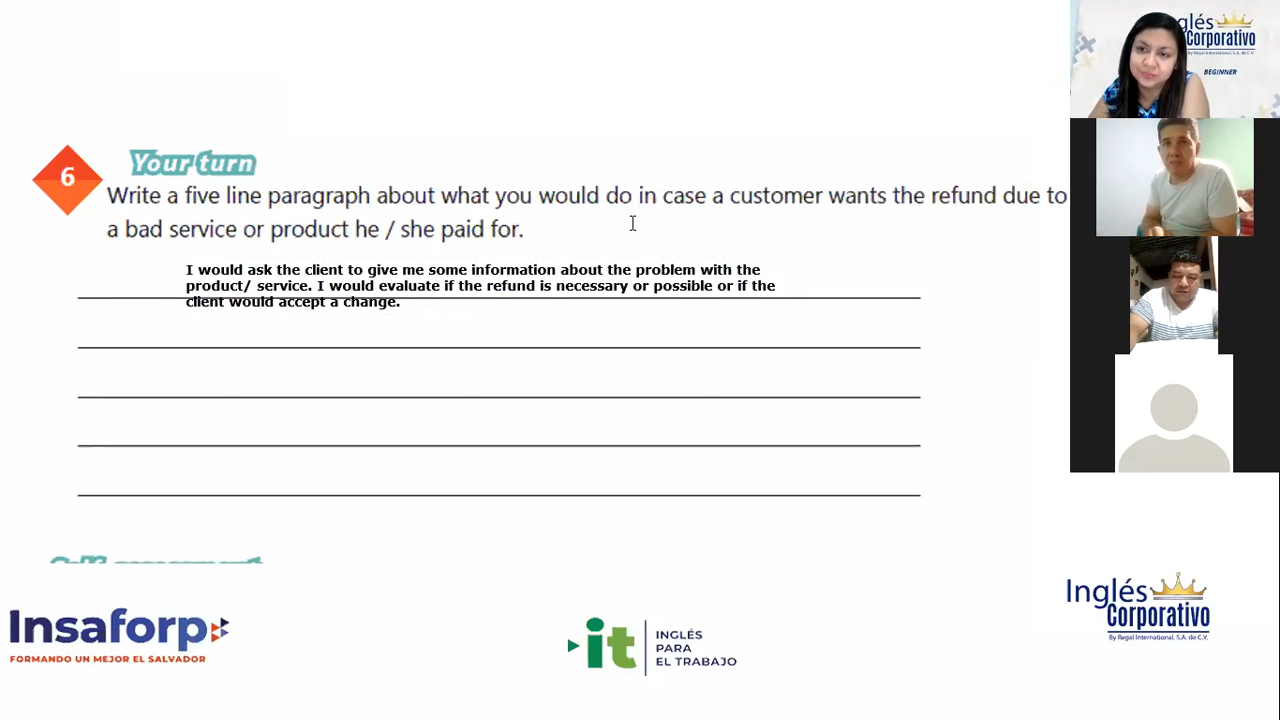 Inglés
Corporativo
By Regal International, S.A. de C.V.
BEGINNER
6
Your turn
Write a five line paragraph about what you would do in case a customer wants the refund due to
a bad service or product he / she paid for.
I would ask the client to give me some information about the problem with the
product/ service. I would evaluate if the refund is necessary or possible or if the
client would accept a change.
Insaforp
FORMANDO UN MEJOR EL SALVADOR
it
INGLÉS
PARA
EL TRABAJO
Inglés
Corporativo
By Regal International, S.A. de C.V.